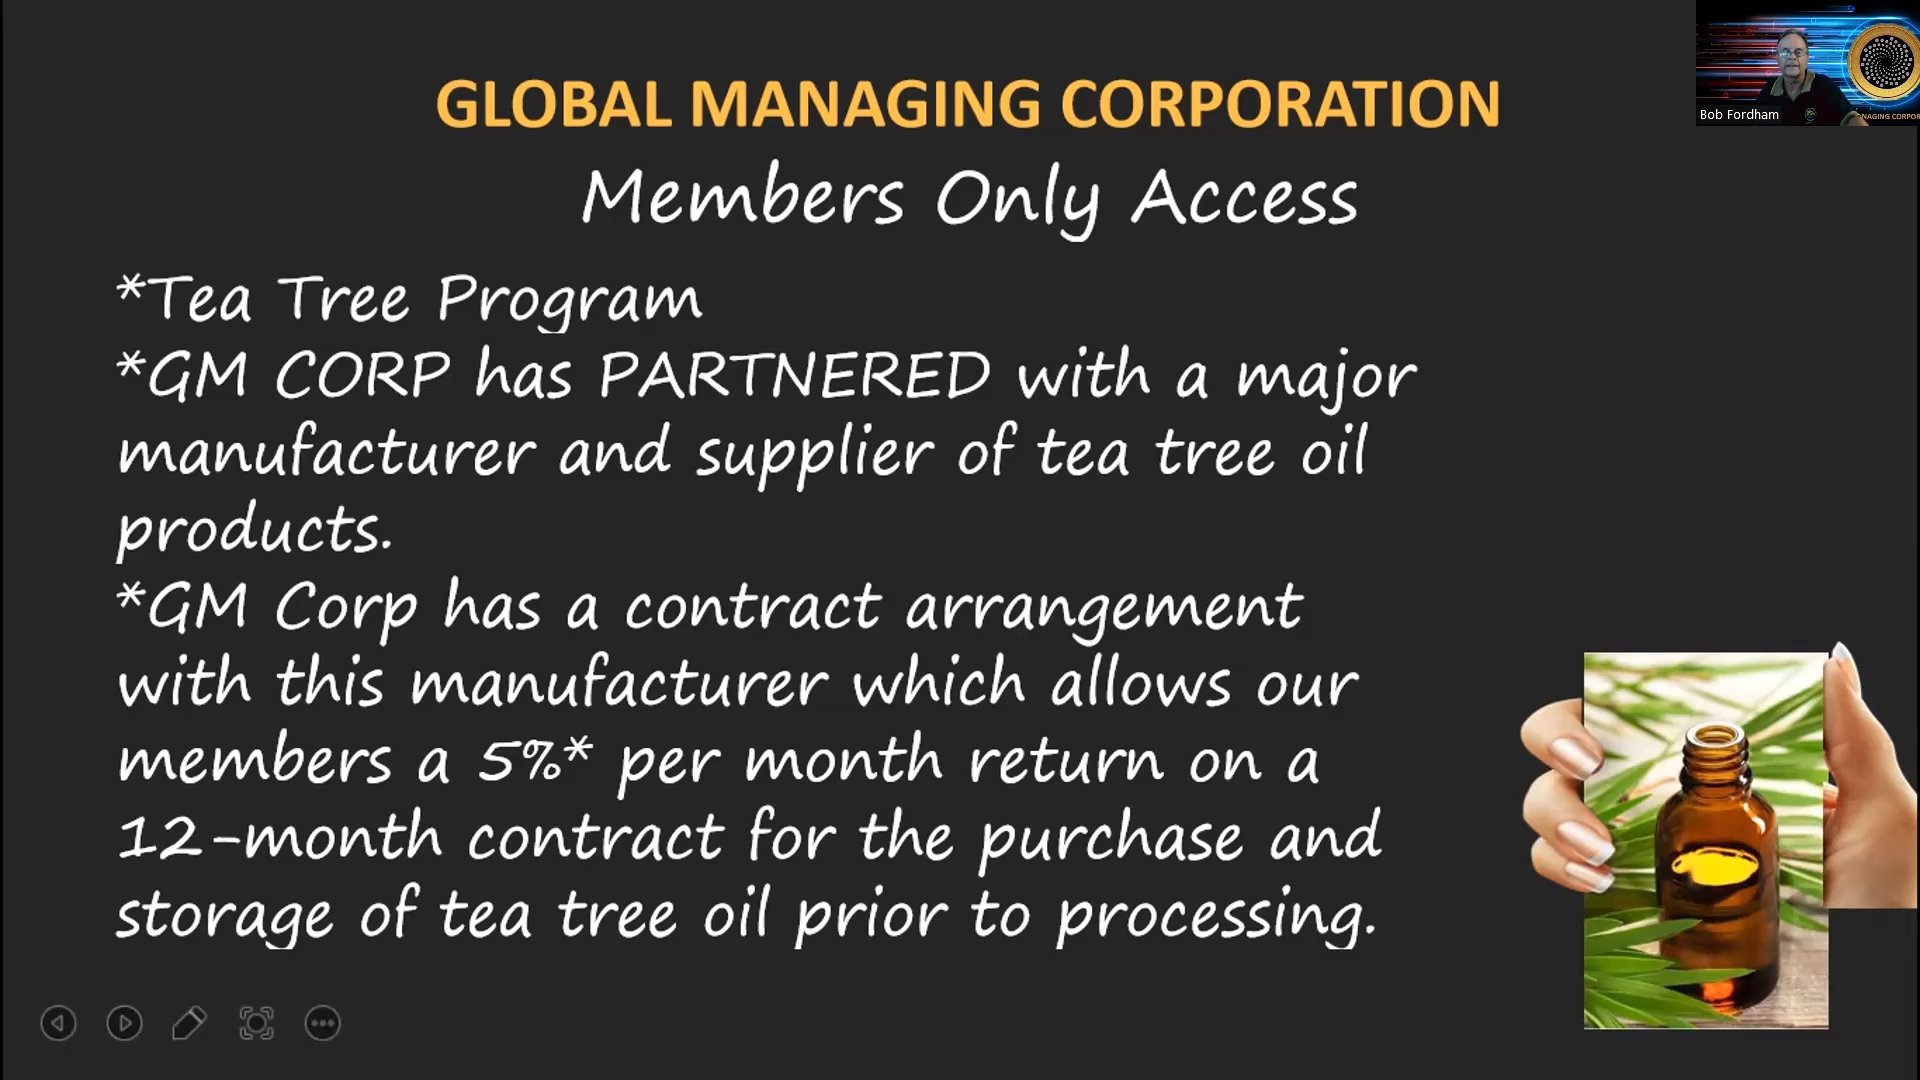 GLOBAL MANAGING CORPORATION
Members Only Access
*Tea Tree Program
*GM CORP has PARTNERED with a major
manufacturer and supplier of tea tree oil
products.
*GM Corp has a contract arrangement
with this manufacturer which allows our
members a 5%* per month return on a
12-month contract for the purchase and
storage of tea tree oil prior to processing.
Bob Fordham
NAGING CORPOR